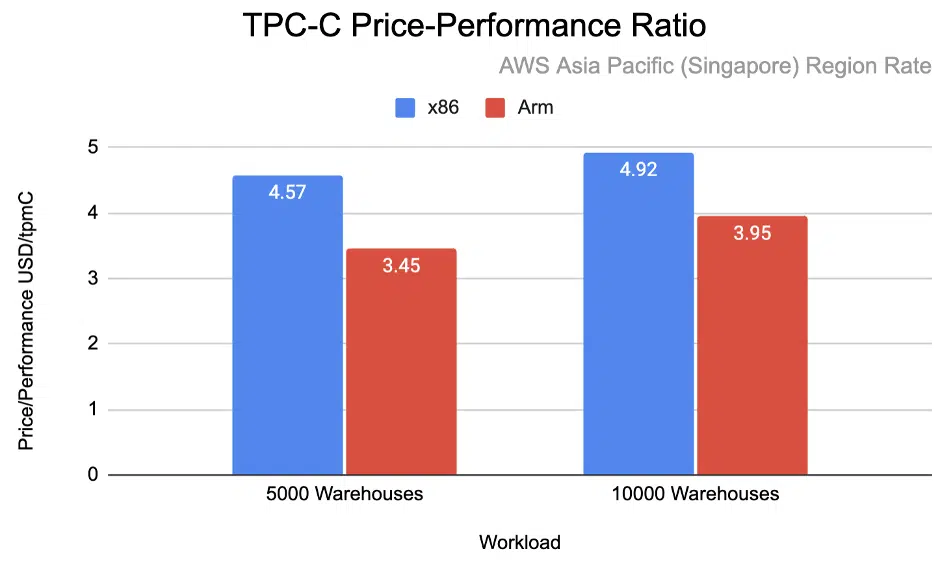 TPC-C Price-Performance Ratio
AWS Asia Pacific (Singapore) Region Rate
x86 Arm
Price/Performance USD/tpmC
5
4
3
2
1
0
4.57
3.45
4.92
3.95
5000 Warehouses
10000 Warehouses
Workload